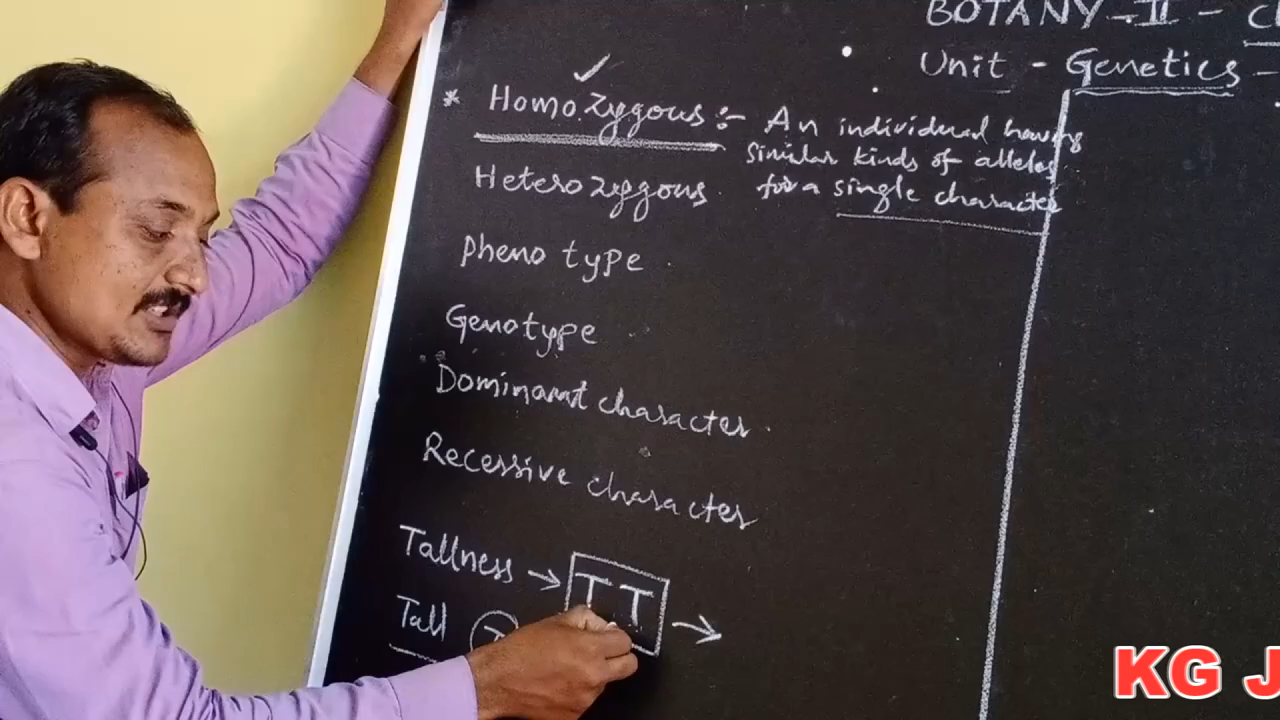 BOTANY-II -
Unit - Genetics -
* Homozygous :- An individual having
similar kinds of alleles
for a single character
Heterozygous
Pheno type
Genotype
Dominant character
Recessive character
Tallness → TT →
Tall T
KG J